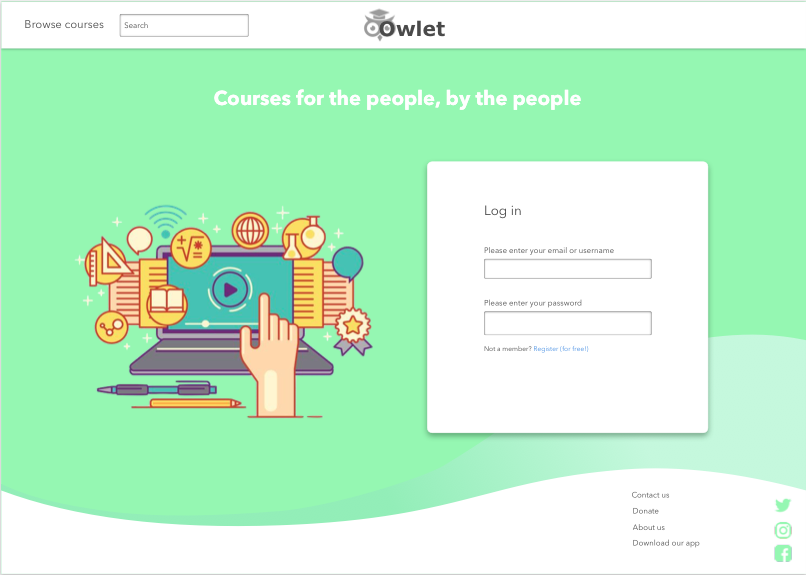 Browse courses
Search
Owlet
Courses for the people, by the people
Log in
Please enter your email or username
Please enter your password
Not a member? Register (for free!)
Contact us
Donate
About us
Download our app